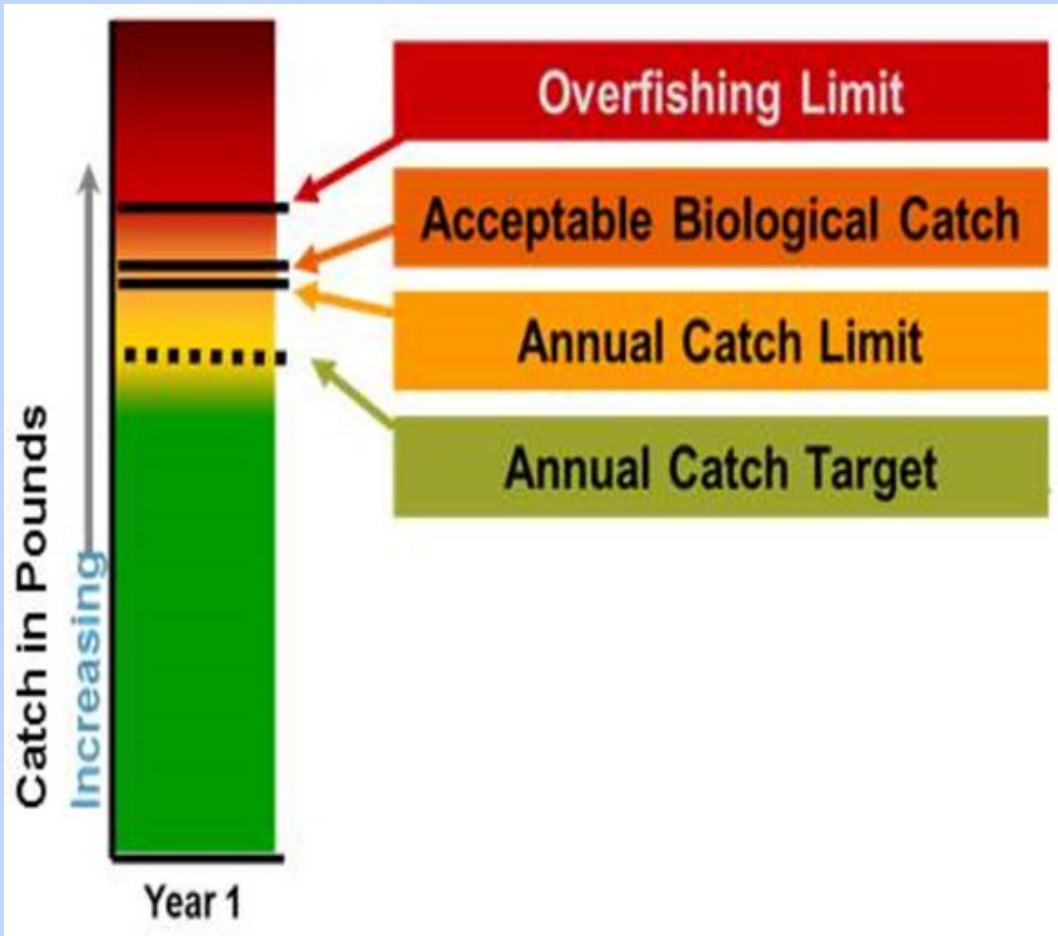 Overfishing Limit
Acceptable Biological Catch
Annual Catch Limit
Annual Catch Target
Catch in Pounds
Increasing
Year 1